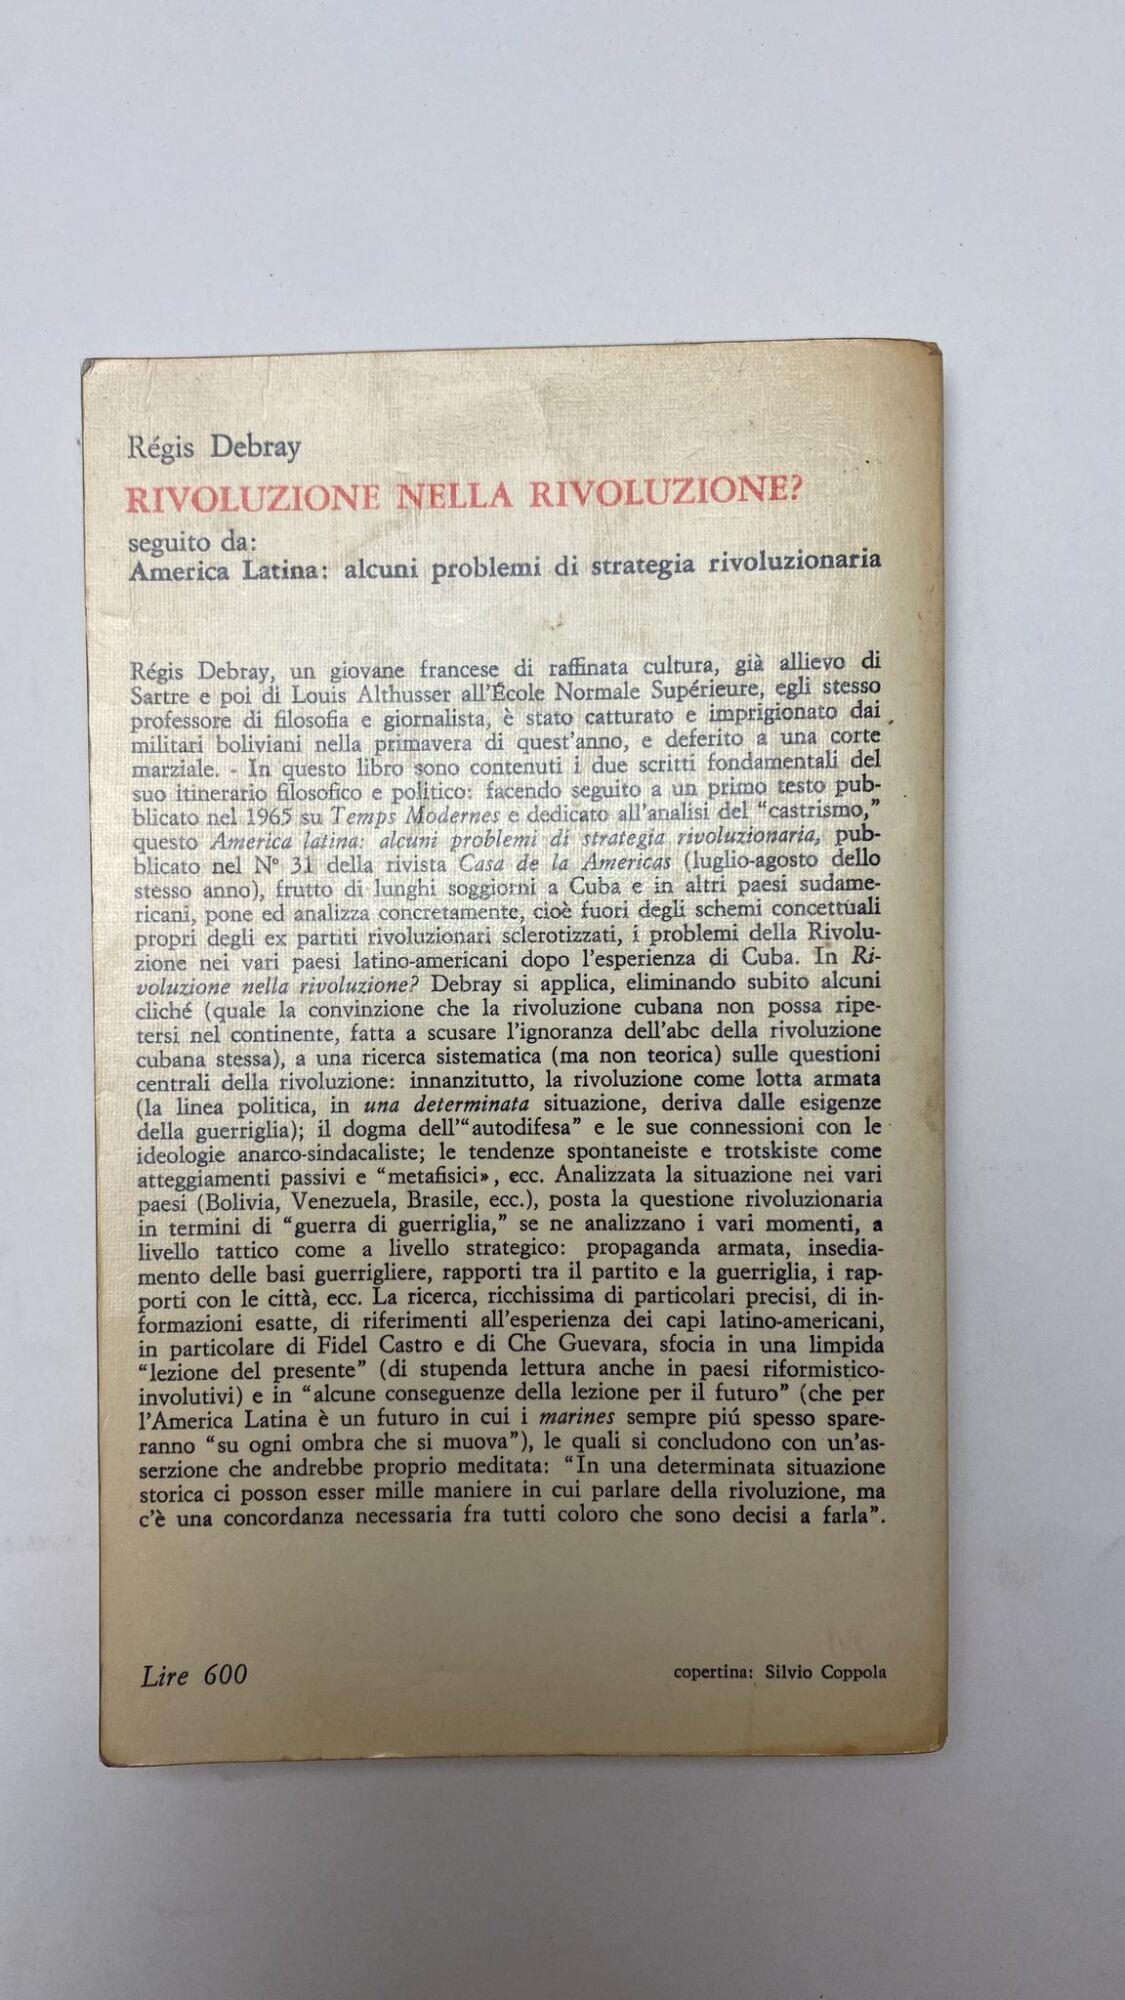 Régis Debray
RIVOLUZIONE NELLA RIVOLUZIONE?
seguito da:
America Latina: alcuni problemi di strategia rivoluzionaria
Régis Debray, un giovane francese di raffinata cultura, già allievo di
Sartre e poi di Louis Althusser all'École Normale Supérieure, egli stesso
professore di filosofia e giornalista, è stato catturato e imprigionato dai
militari boliviani nella primavera di quest'anno, e deferito a una corte
marziale. - In questo libro sono contenuti i due scritti fondamentali del
suo itinerario filosofico e politico: facendo seguito a un primo testo pub-
blicato nel 1965 su Temps Modernes e dedicato all'analisi del "castrismo,"
questo America latina: alcuni problemi di strategia rivoluzionaria, pub-
blicato nel N° 31 della rivista Casa de la Americas (luglio-agosto dello
stesso anno), frutto di lunghi soggiorni a Cuba e in altri paesi sudame-
ricani, pone ed analizza concretamente, cioè fuori degli schemi concettuali
propri degli ex partiti rivoluzionari sclerotizzati, i problemi della Rivolu-
zione nei vari paesi latino-americani dopo l'esperienza di Cuba. In Ri-
voluzione nella rivoluzione? Debray si applica, eliminando subito alcuni
cliché (quale la convinzione che la rivoluzione cubana non possa ripe-
tersi nel continente, fatta a scusare l'ignoranza dell'abc della rivoluzione
cubana stessa), a una ricerca sistematica (ma non teorica) sulle questioni
centrali della rivoluzione: innanzitutto, la rivoluzione come lotta armata
(la linea politica, in una determinata situazione, deriva dalle esigenze
della guerriglia); il dogma dell'"autodifesa" e le sue connessioni con le
ideologie anarco-sindacaliste; le tendenze spontaneiste e trotskiste come
atteggiamenti passivi e "metafisici», ecc. Analizzata la situazione nei vari
paesi (Bolivia, Venezuela, Brasile, ecc.), posta la questione rivoluzionaria
in termini di "guerra di guerriglia," se ne analizzano i vari momenti, a
livello tattico come a livello strategico: propaganda armata, insedia-
mento delle basi guerrigliere, rapporti tra il partito e la guerriglia, i rap-
porti con le città, ecc. La ricerca, ricchissima di particolari precisi, di in-
formazioni esatte, di riferimenti all'esperienza dei capi latino-americani,
in particolare di Fidel Castro e di Che Guevara, sfocia in una limpida
"lezione del presente" (di stupenda lettura anche in paesi riformistico-
involutivi) e in "alcune conseguenze della lezione per il futuro" (che per
l'America Latina è un futuro in cui i marines sempre piú spesso spare-
ranno "su ogni ombra che si muova"), le quali si concludono con un'as-
serzione che andrebbe proprio meditata: "In una determinata situazione
storica ci posson esser mille maniere in cui parlare della rivoluzione, ma
c'è una concordanza necessaria fra tutti coloro che sono decisi a farla".
Lire 600
copertina: Silvio Coppola